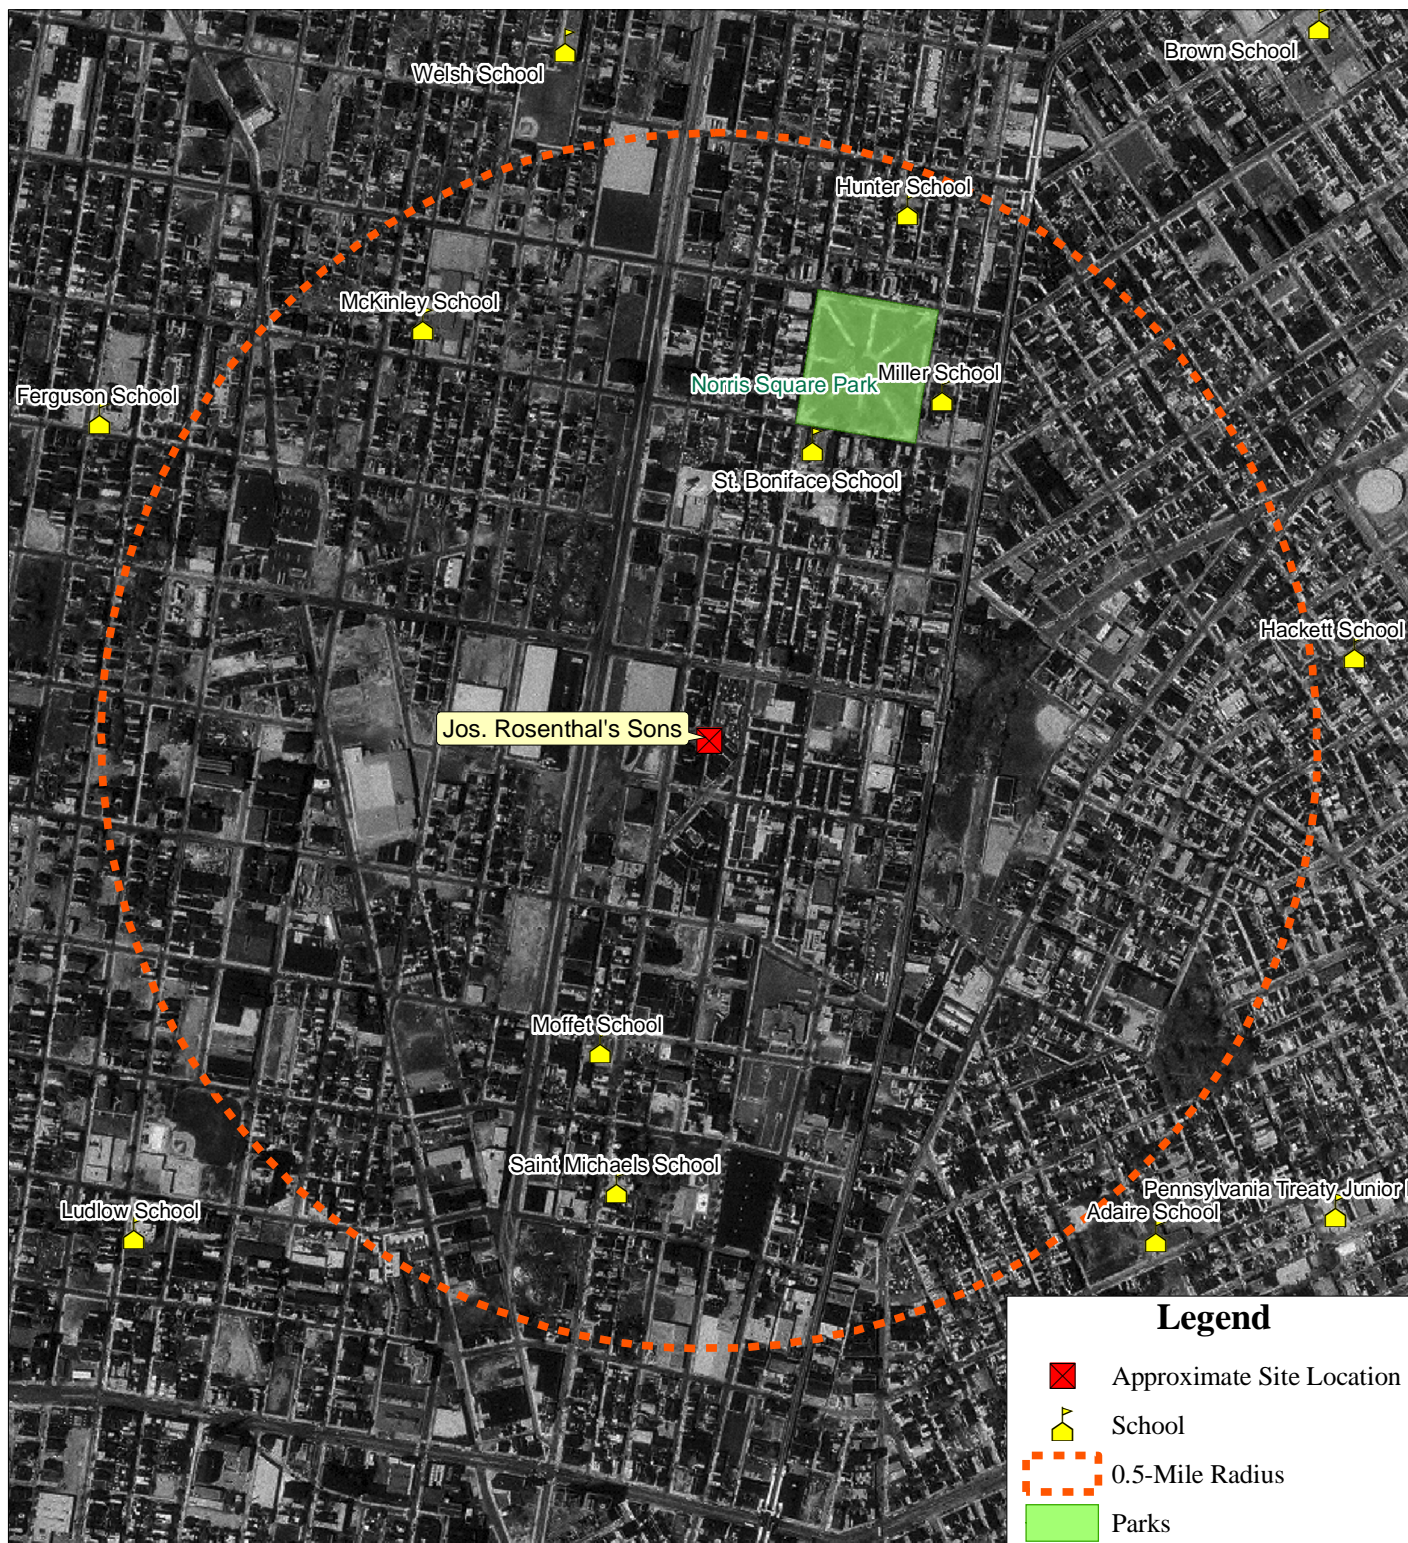 Brown School
Welsh School
Hunter School
McKinley School
Miller School
Norris Square Park
Ferguson School
St. Boniface School
Hackett School
Jos. Rosenthal's Sons
Moffet School
Saint Michaels School
Pennsylvania Treaty Junior
Ludlow School
Adaire School
Legend
Approximate Site Location
School
0.5-Mile Radius
Parks